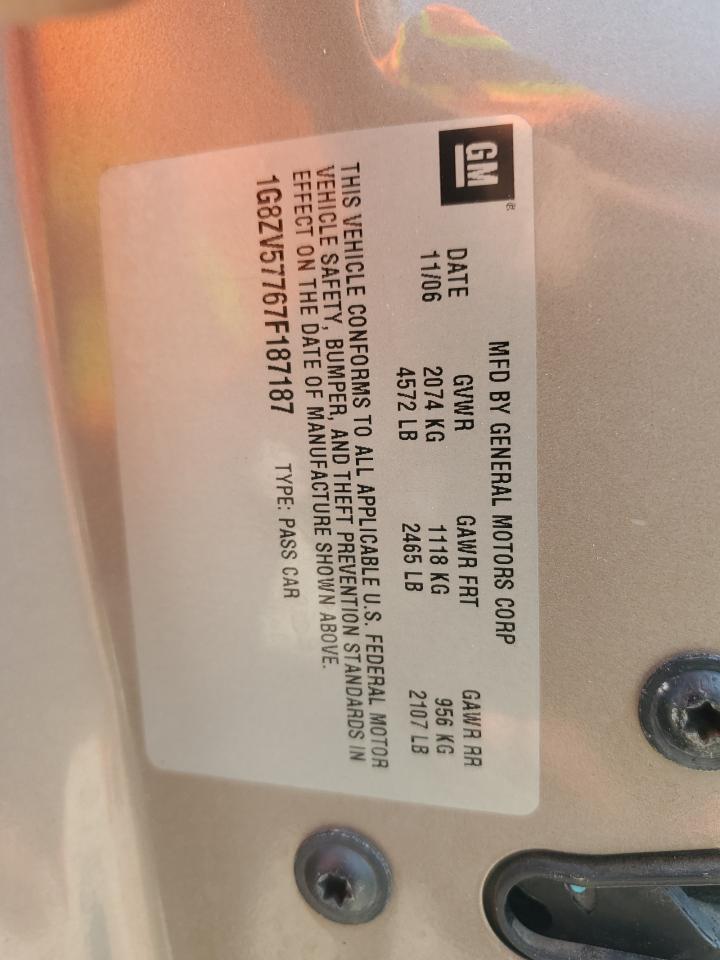 GM®
MFD BY GENERAL MOTORS CORP
DATE GVWR GAWR FRT GAWR RR
11/06 2074 KG 1118 KG 956 KG
4572 LB 2465 LB 2107 LB
THIS VEHICLE CONFORMS TO ALL APPLICABLE U.S. FEDERAL MOTOR
VEHICLE SAFETY, BUMPER, AND THEFT PREVENTION STANDARDS IN
EFFECT ON THE DATE OF MANUFACTURE SHOWN ABOVE.
1G8ZV57767F187187 TYPE: PASS CAR